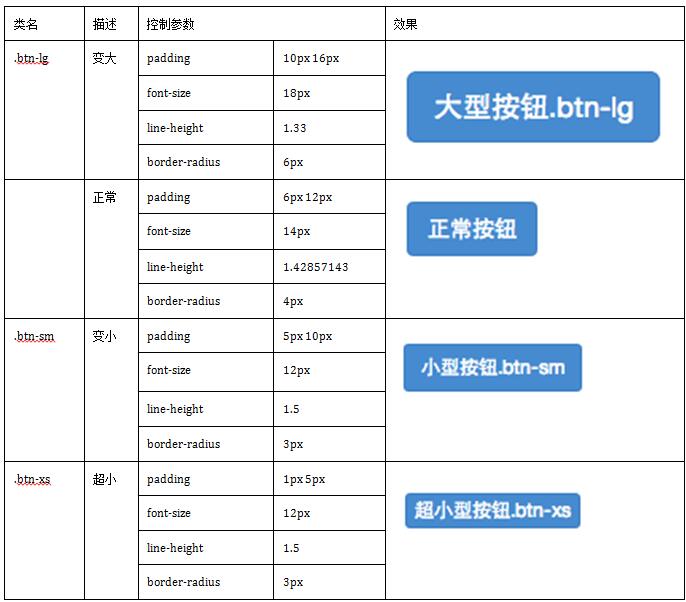 类名 描述 控制参数 效果
.btn-lg 变大 padding 10px 16px
font-size 18px
大型按钮.btn-lg
line-height 1.33
border-radius 6px
正常 padding 6px 12px
font-size 14px
正常按钮
line-height 1.42857143
border-radius 4px
.btn-sm 变小 padding 5px 10px
font-size 12px
小型按钮.btn-sm
line-height 1.5
border-radius 3px
.btn-xs 超小 padding 1px 5px
font-size 12px
超小型按钮.btn-xs
line-height 1.5
border-radius 3px